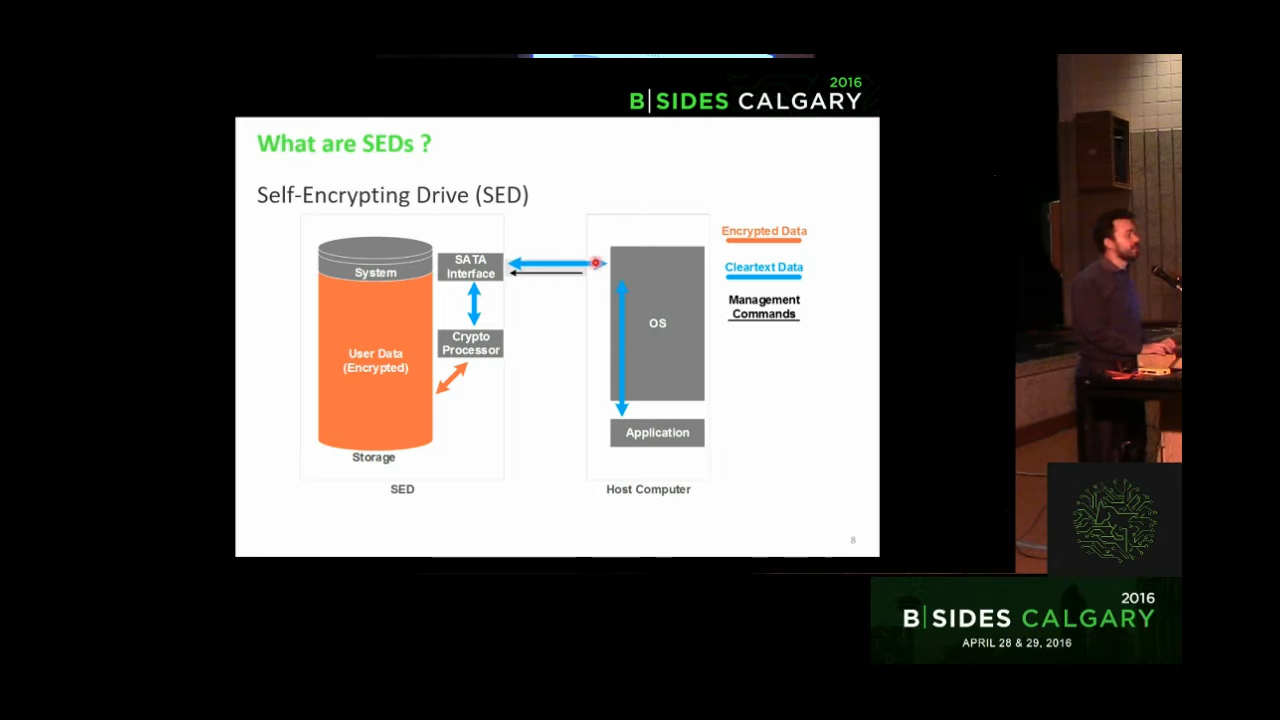 2016
B|SIDES CALGARY
What are SEDs ?
Self-Encrypting Drive (SED)
System
User Data
(Encrypted)
Storage
SATA
Interface
Crypto
Processor
SED
OS
Application
Host Computer
Encrypted Data
Cleartext Data
Management
Commands
8
2016
B|SIDES CALGARY
APRIL 28 & 29, 2016